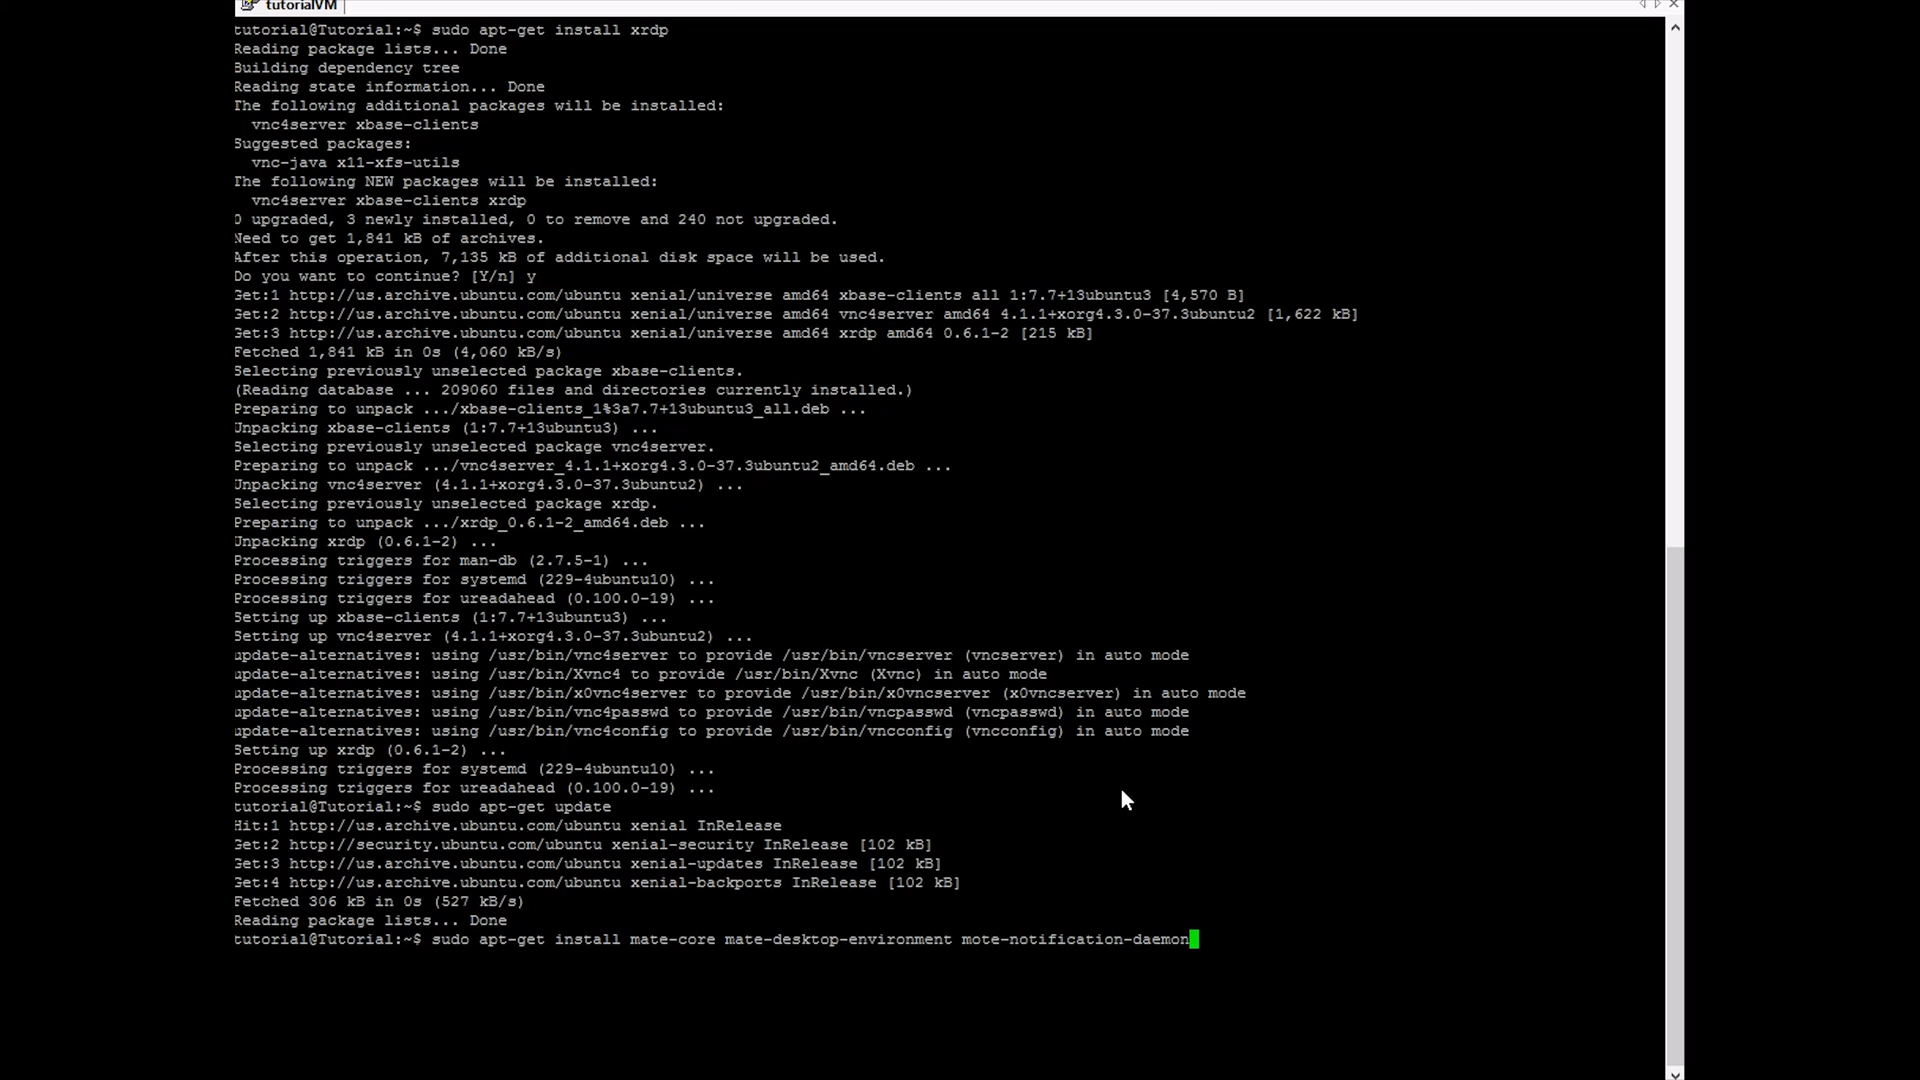 tutorialVM
tutorial@Tutorial:~$ sudo apt-get install xrdp
Reading package lists... Done
Building dependency tree
Reading state information... Done
The following additional packages will be installed:
  vnc4server xbase-clients
Suggested packages:
  vnc-java x11-xfs-utils
The following NEW packages will be installed:
  vnc4server xbase-clients xrdp
0 upgraded, 3 newly installed, 0 to remove and 240 not upgraded.
Need to get 1,841 kB of archives.
After this operation, 7,135 kB of additional disk space will be used.
Do you want to continue? [Y/n] y
Get:1 http://us.archive.ubuntu.com/ubuntu xenial/universe amd64 xbase-clients all 1:7.7+13ubuntu3 [4,570 B]
Get:2 http://us.archive.ubuntu.com/ubuntu xenial/universe amd64 vnc4server amd64 4.1.1+xorg4.3.0-37.3ubuntu2 [1,622 kB]
Get:3 http://us.archive.ubuntu.com/ubuntu xenial/universe amd64 xrdp amd64 0.6.1-2 [215 kB]
Fetched 1,841 kB in 0s (4,060 kB/s)
Selecting previously unselected package xbase-clients.
(Reading database ... 209060 files and directories currently installed.)
Preparing to unpack .../xbase-clients_1%3a7.7+13ubuntu3_all.deb ...
Unpacking xbase-clients (1:7.7+13ubuntu3) ...
Selecting previously unselected package vnc4server.
Preparing to unpack .../vnc4server_4.1.1+xorg4.3.0-37.3ubuntu2_amd64.deb ...
Unpacking vnc4server (4.1.1+xorg4.3.0-37.3ubuntu2) ...
Selecting previously unselected package xrdp.
Preparing to unpack .../xrdp_0.6.1-2_amd64.deb ...
Unpacking xrdp (0.6.1-2) ...
Processing triggers for man-db (2.7.5-1) ...
Processing triggers for systemd (229-4ubuntu10) ...
Processing triggers for ureadahead (0.100.0-19) ...
Setting up xbase-clients (1:7.7+13ubuntu3) ...
Setting up vnc4server (4.1.1+xorg4.3.0-37.3ubuntu2) ...
update-alternatives: using /usr/bin/vnc4server to provide /usr/bin/vncserver (vncserver) in auto mode
update-alternatives: using /usr/bin/Xvnc4 to provide /usr/bin/Xvnc (Xvnc) in auto mode
update-alternatives: using /usr/bin/x0vnc4server to provide /usr/bin/x0vncserver (x0vncserver) in auto mode
update-alternatives: using /usr/bin/vnc4passwd to provide /usr/bin/vncpasswd (vncpasswd) in auto mode
update-alternatives: using /usr/bin/vnc4config to provide /usr/bin/vncconfig (vncconfig) in auto mode
Setting up xrdp (0.6.1-2) ...
Processing triggers for systemd (229-4ubuntu10) ...
Processing triggers for ureadahead (0.100.0-19) ...
tutorial@Tutorial:~$ sudo apt-get update
Hit:1 http://us.archive.ubuntu.com/ubuntu xenial InRelease
Get:2 http://security.ubuntu.com/ubuntu xenial-security InRelease [102 kB]
Get:3 http://us.archive.ubuntu.com/ubuntu xenial-updates InRelease [102 kB]
Get:4 http://us.archive.ubuntu.com/ubuntu xenial-backports InRelease [102 kB]
Fetched 306 kB in 0s (527 kB/s)
Reading package lists... Done
tutorial@Tutorial:~$ sudo apt-get install mate-core mate-desktop-environment mote-notification-daemon